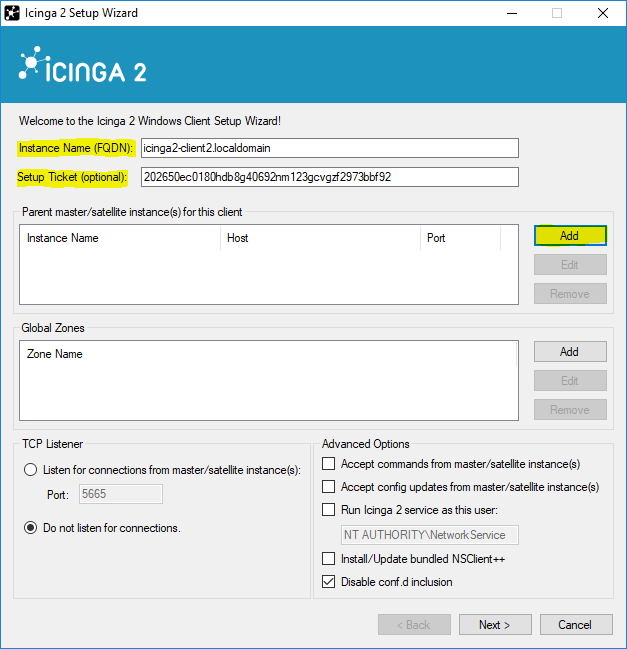 Icinga 2 Setup Wizard
ICINGA 2
Welcome to the Icinga 2 Windows Client Setup Wizard!
Instance Name (FQDN): icinga2-client2.localdomain
Setup Ticket (optional): 202650ec0180hdb8g40692nm123gcvgzf2973bbf92
Parent master/satellite instance(s) for this client
Instance Name Host Port
Add
Edit
Remove
Global Zones
Zone Name
Add
Edit
Remove
TCP Listener
Listen for connections from master/satellite instance(s):
Port: 5665
Do not listen for connections.
Advanced Options
Accept commands from master/satellite instance(s)
Accept config updates from master/satellite instance(s)
Run Icinga 2 service as this user:
NT AUTHORITY\NetworkService
Install/Update bundled NSClient++
Disable conf.d inclusion
< Back Next > Cancel